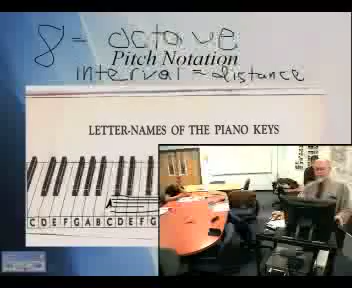 8 = octave
Pitch Notation
interval = distance
LETTER-NAMES OF THE PIANO KEYS
C D E F G A B C D E F G